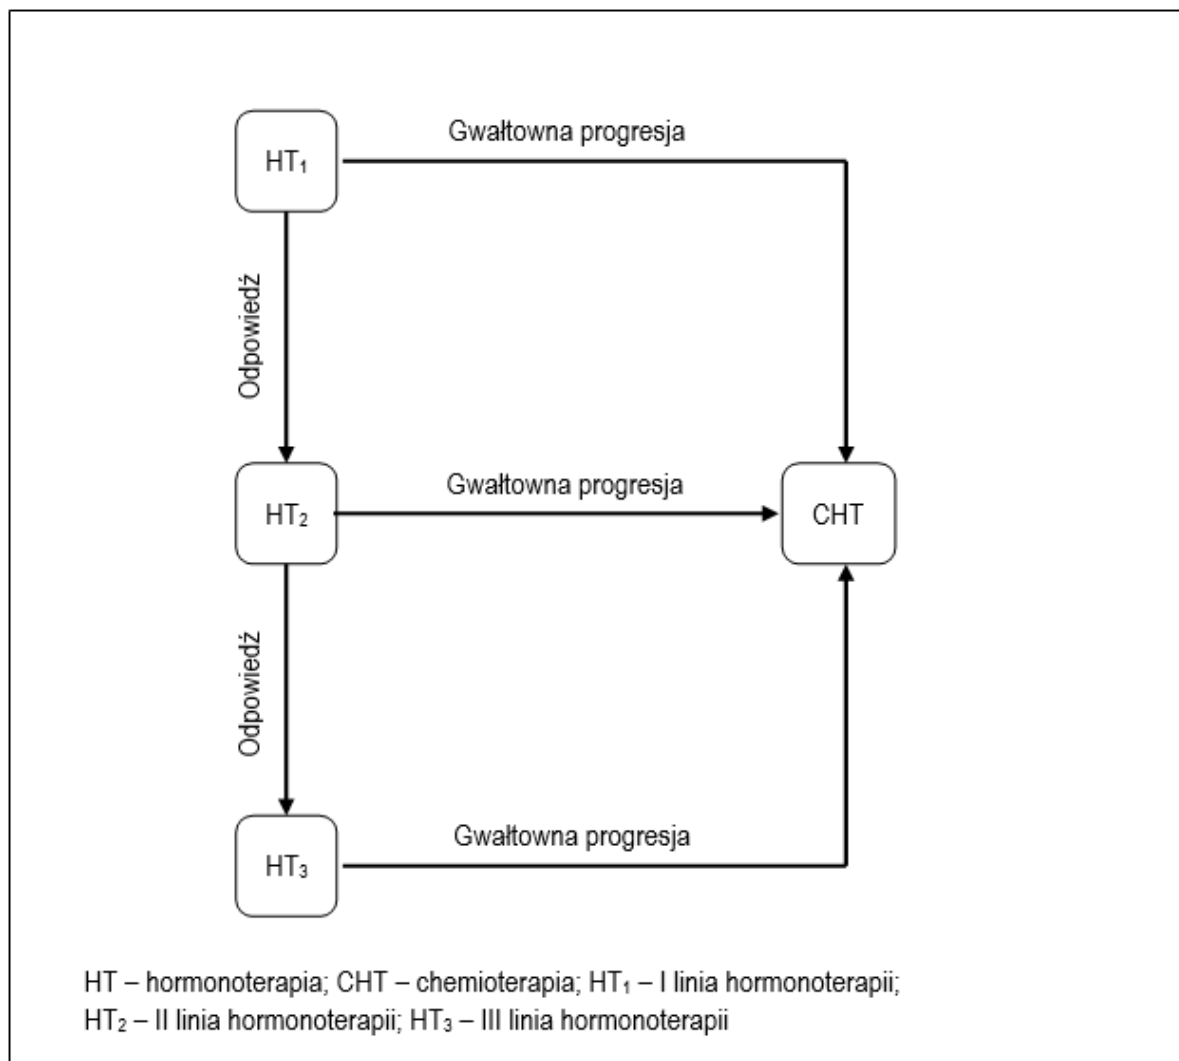 Gwałtowna progresja
HT₁
Odpowiedź
Gwałtowna progresja
HT₂
CHT
Odpowiedź
Gwałtowna progresja
HT₃
HT – hormonoterapia; CHT – chemioterapia; HT₁ – I linia hormonoterapii;
HT₂ – II linia hormonoterapii; HT₃ – III linia hormonoterapii